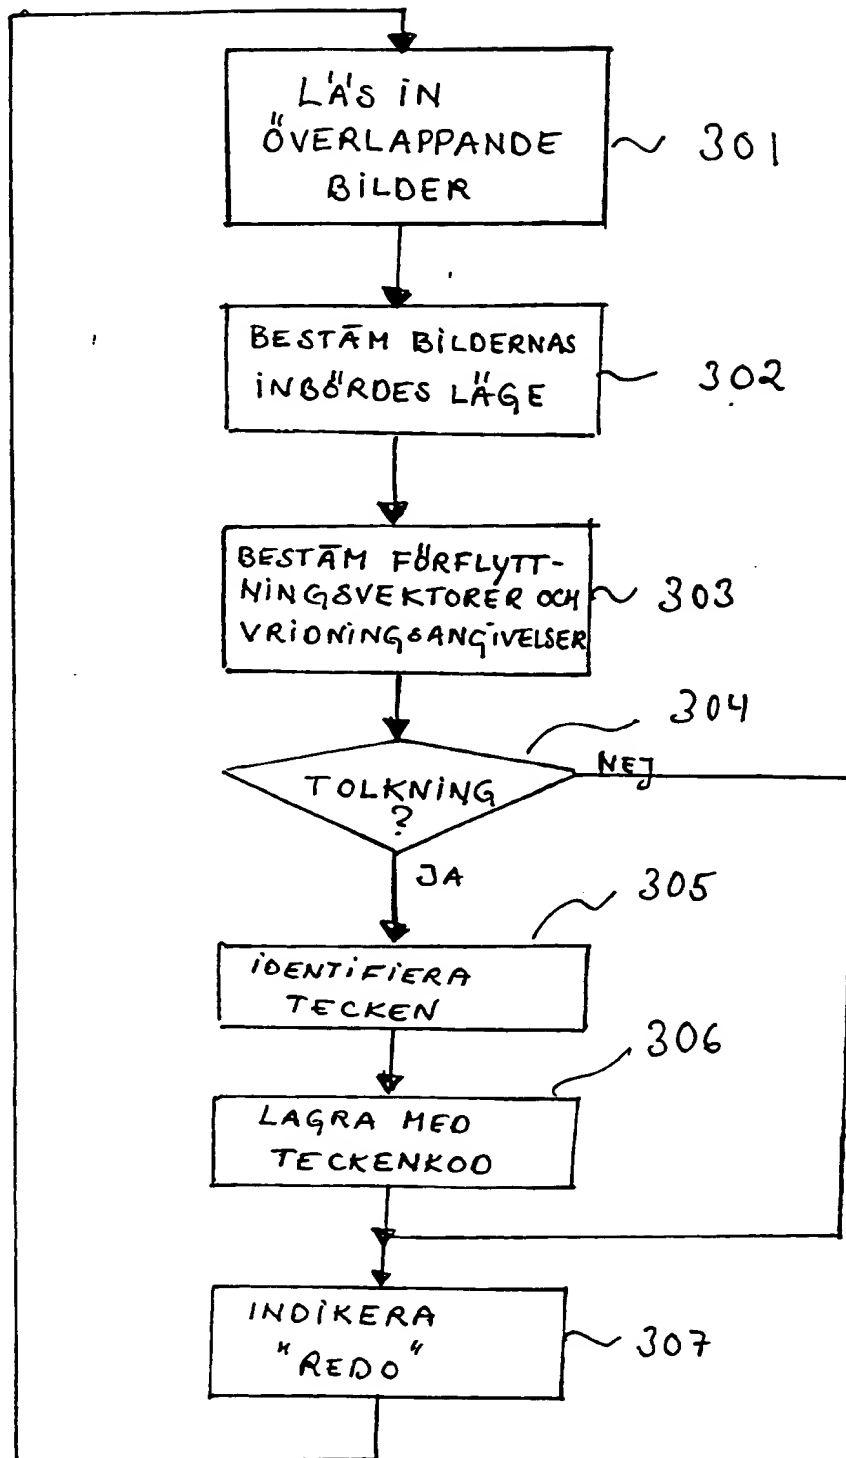 LÄS IN
ÖVERLAPPANDE
BILDER
301
BESTÄM BILDERNAS
INBÖRDES LÄGE
302
BESTÄM FÖRFLYTT-
NINGSVEKTORER OCH
VRIDNINGSANGIVELSER
303
304
TOLKNING
?
NEJ
JA
305
IDENTIFIERA
TECKEN
306
LAGRA MED
TECKENKOD
INDIKERA
"REDO"
307